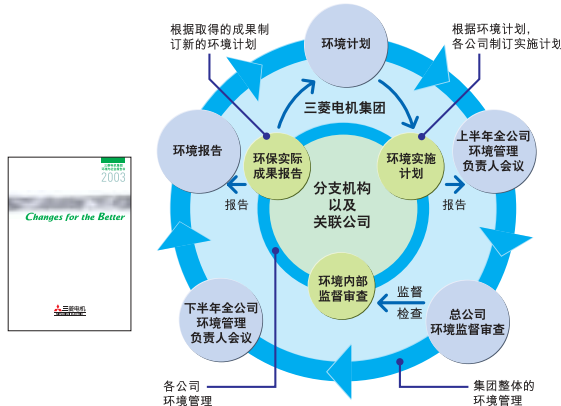 根据取得的成果制
订新的环境计划
环境计划
根据环境计划,
各公司制订实施计划
三菱电机集团
环境报告
环保实际
成果报告
环境实施
计划
上半年全公司
环境管理
负责人会议
报告
报告
分支机构
以及
关联公司
2003
Changes for the Better
三菱电机
环境内部
监督审查
监督
检查
下半年全公司
环境管理
负责人会议
总公司
环境监督审查
各公司
环境管理
集团整体的
环境管理